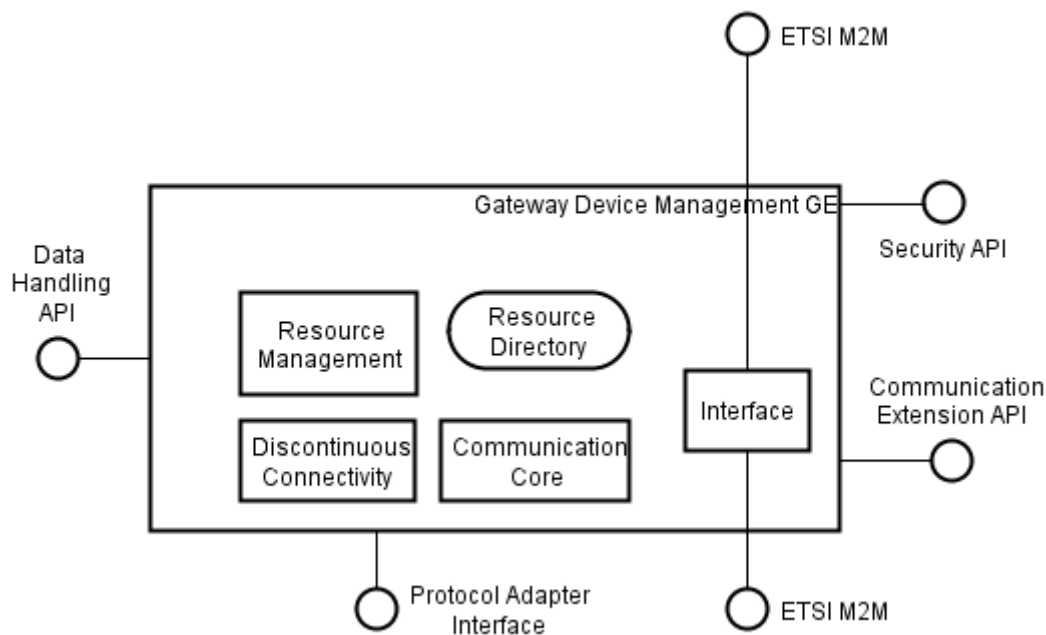 ETSI M2M
Gateway Device Management GE
Security API
Data
Handling
API
Resource
Management
Resource
Directory
Interface
Communication
Extension API
Discontinuous
Connectivity
Communication
Core
Protocol Adapter
Interface
ETSI M2M